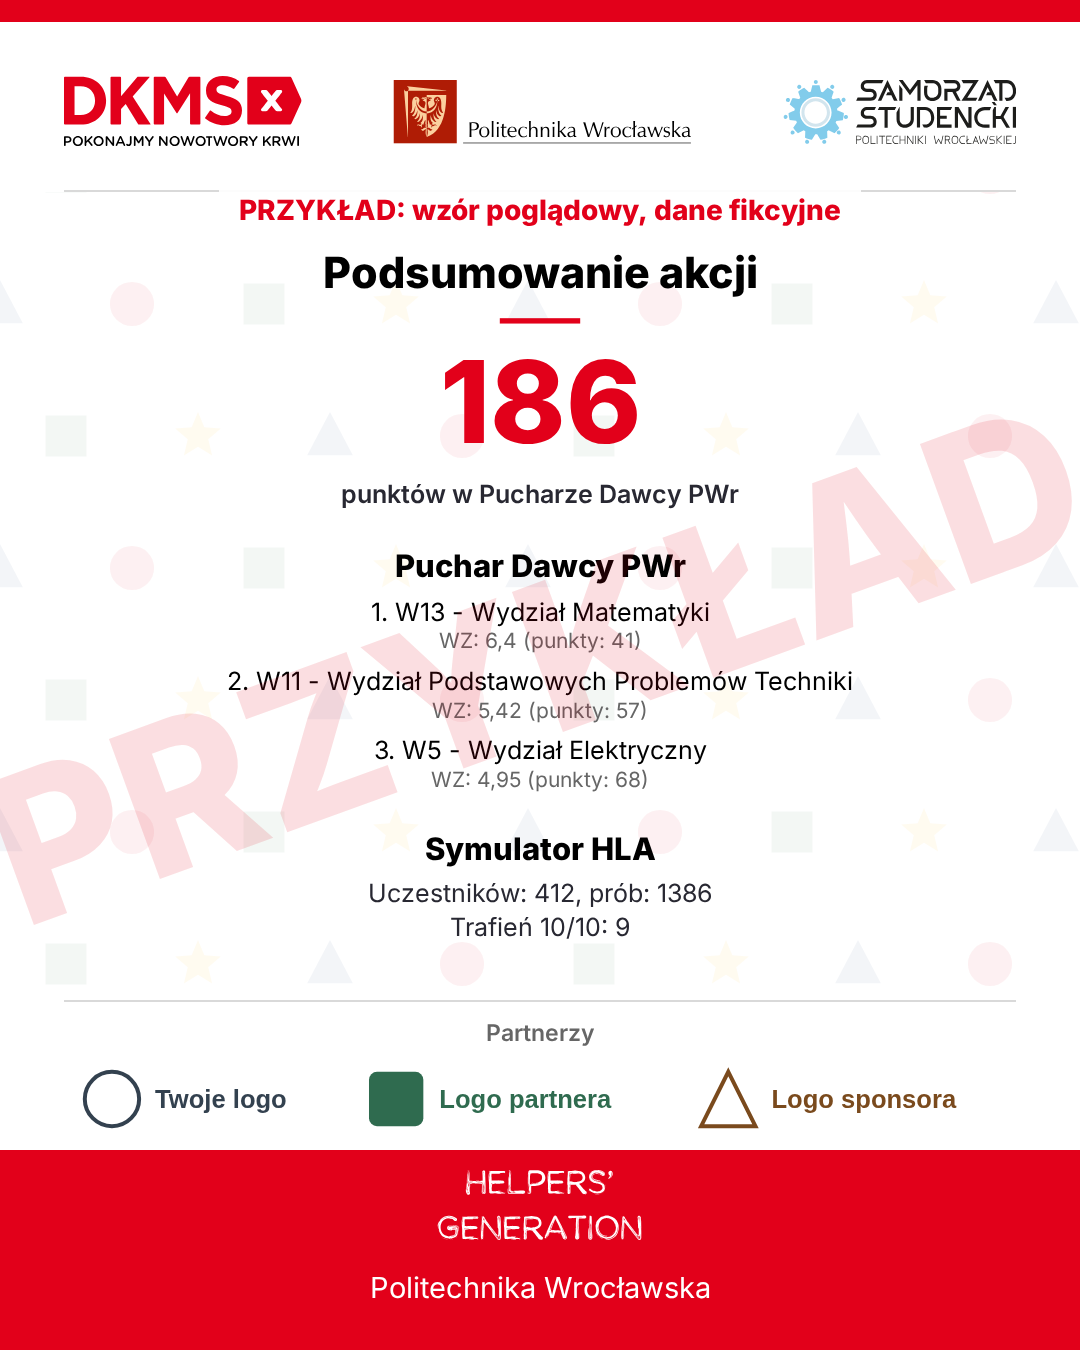 DKMS
POKONAJMY NOWOTWORY KRWI
Politechnika Wrocławska
SAMORZĄD
STUDENCKI
POLITECHNIKI WROCŁAWSKIEJ
PRZYKŁAD: wzór poglądowy, dane fikcyjne
Podsumowanie akcji
186
punktów w Pucharze Dawcy PWr
PRZYKŁAD
Puchar Dawcy PWr
1. W13 - Wydział Matematyki
WZ: 6,4 (punkty: 41)
2. W11 - Wydział Podstawowych Problemów Techniki
WZ: 5,42 (punkty: 57)
3. W5 - Wydział Elektryczny
WZ: 4,95 (punkty: 68)
Symulator HLA
Uczestników: 412, prób: 1386
Trafień 10/10: 9
Partnerzy
Twoje logo
Logo partnera
Logo sponsora
HELPERS'
GENERATION
Politechnika Wrocławska